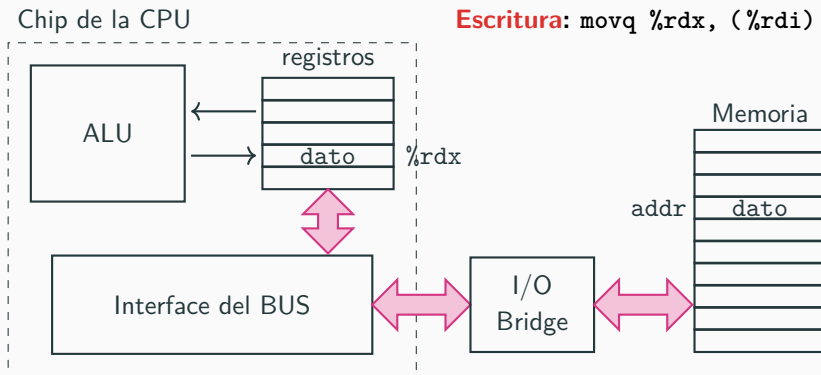 Chip de la CPU
Escritura: movq %rdx, (%rdi)
registros
ALU
dato
%rdx
Memoria
addr
dato
Interface del BUS
I/O
Bridge